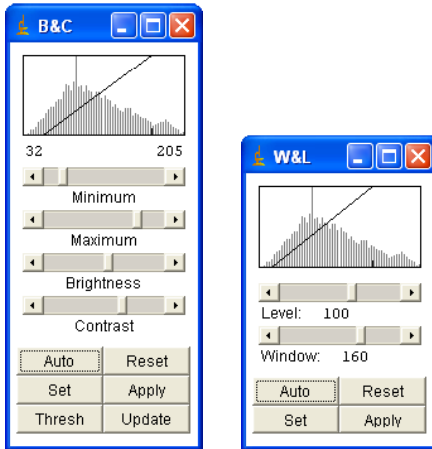 B&C
32 205
Minimum
Maximum
Brightness
Contrast
Auto Reset
Set Apply
Thresh Update
W&L
Level: 100
Window: 160
Auto Reset
Set Apply